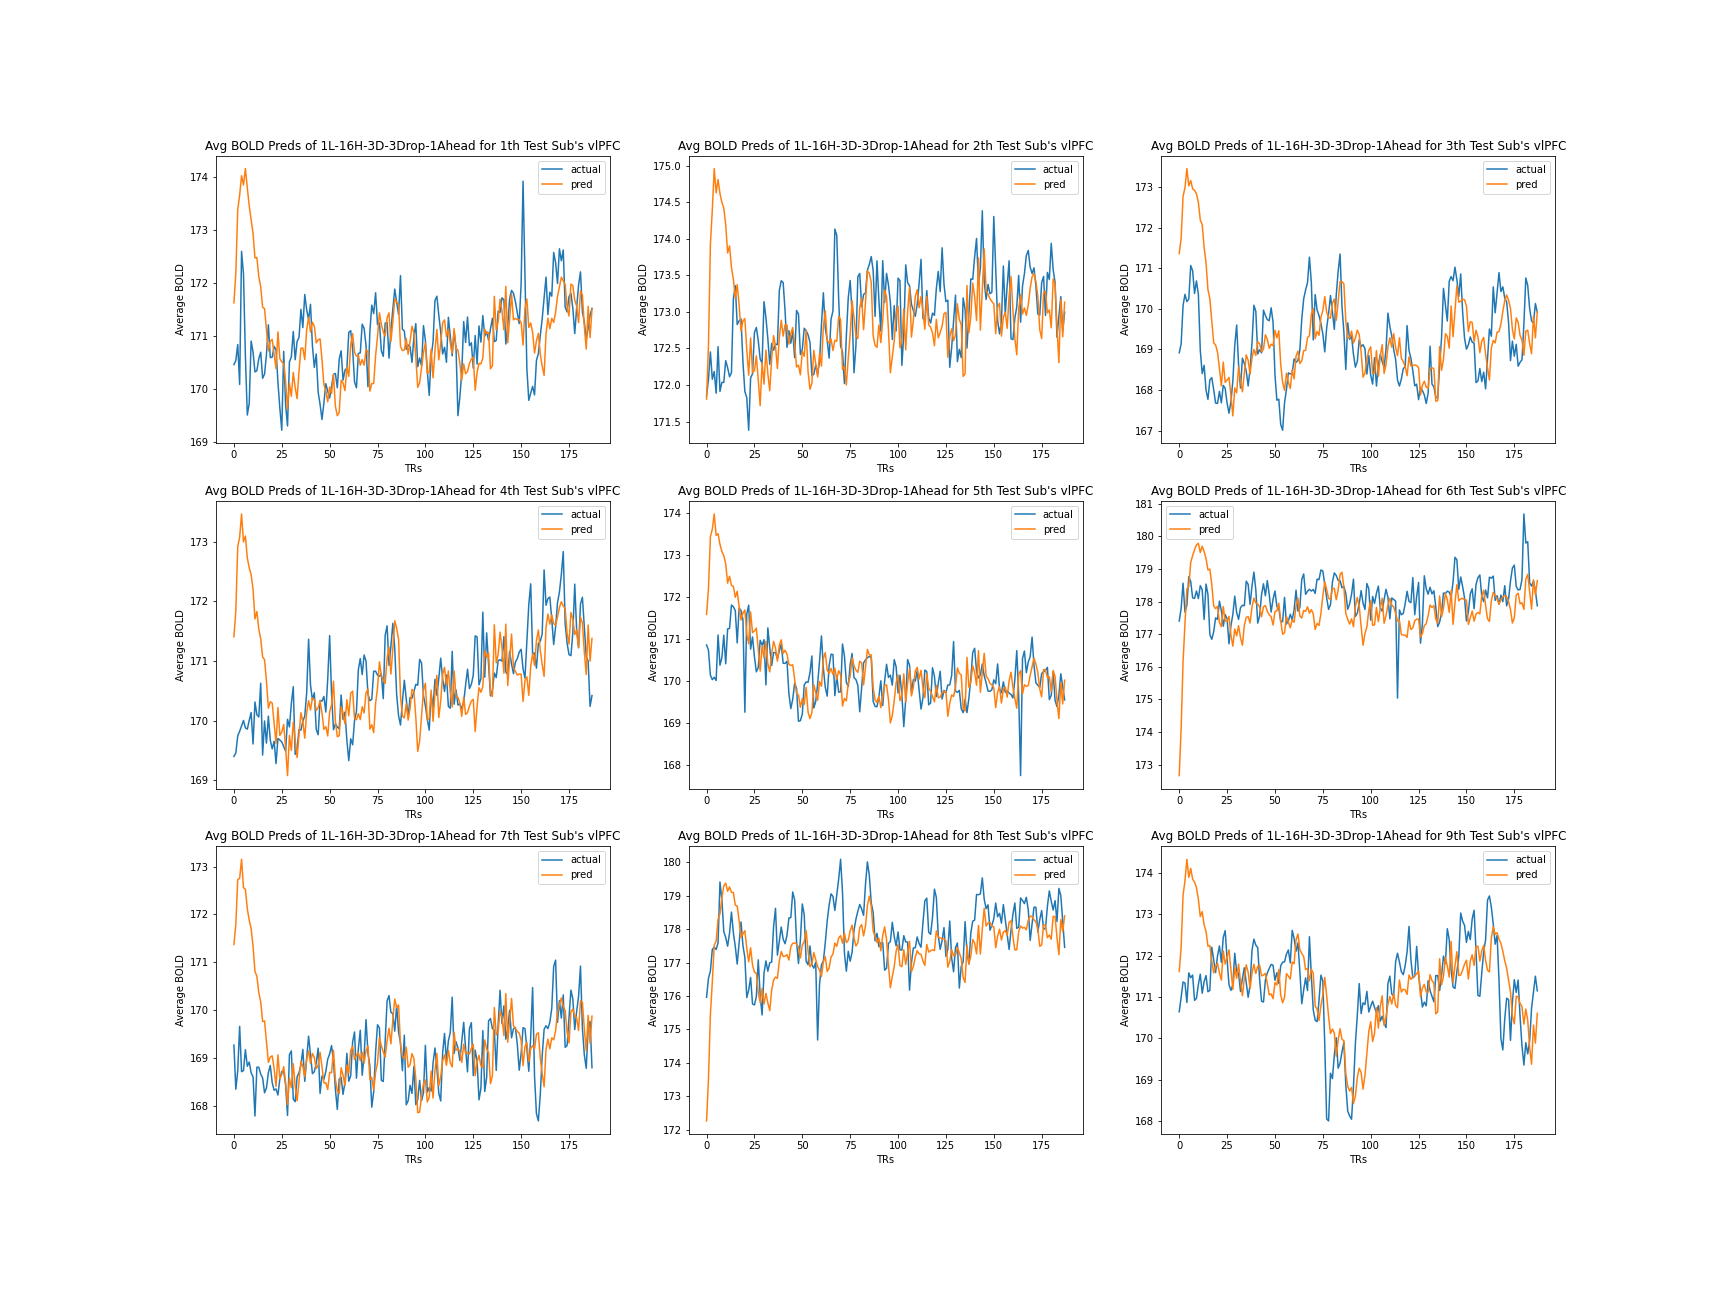 Avg BOLD Preds of 1L-16H-3D-3Drop-1Ahead for 1th Test Sub's vlPFC
actual
pred
Average BOLD
174
173
172
171
170
169
0 25 50 75 100 125 150 175
TRs
Avg BOLD Preds of 1L-16H-3D-3Drop-1Ahead for 2th Test Sub's vlPFC
actual
pred
Average BOLD
175.0
174.5
174.0
173.5
173.0
172.5
172.0
171.5
0 25 50 75 100 125 150 175
TRs
Avg BOLD Preds of 1L-16H-3D-3Drop-1Ahead for 3th Test Sub's vlPFC
actual
pred
Average BOLD
173
172
171
170
169
168
167
0 25 50 75 100 125 150 175
TRs
Avg BOLD Preds of 1L-16H-3D-3Drop-1Ahead for 4th Test Sub's vlPFC
actual
pred
Average BOLD
173
172
171
170
169
0 25 50 75 100 125 150 175
TRs
Avg BOLD Preds of 1L-16H-3D-3Drop-1Ahead for 5th Test Sub's vlPFC
actual
pred
Average BOLD
174
173
172
171
170
169
168
0 25 50 75 100 125 150 175
TRs
Avg BOLD Preds of 1L-16H-3D-3Drop-1Ahead for 6th Test Sub's vlPFC
actual
pred
Average BOLD
181
180
179
178
177
176
175
174
173
0 25 50 75 100 125 150 175
TRs
Avg BOLD Preds of 1L-16H-3D-3Drop-1Ahead for 7th Test Sub's vlPFC
actual
pred
Average BOLD
173
172
171
170
169
168
0 25 50 75 100 125 150 175
TRs
Avg BOLD Preds of 1L-16H-3D-3Drop-1Ahead for 8th Test Sub's vlPFC
actual
pred
Average BOLD
180
179
178
177
176
175
174
173
172
0 25 50 75 100 125 150 175
TRs
Avg BOLD Preds of 1L-16H-3D-3Drop-1Ahead for 9th Test Sub's vlPFC
actual
pred
Average BOLD
174
173
172
171
170
169
168
0 25 50 75 100 125 150 175
TRs